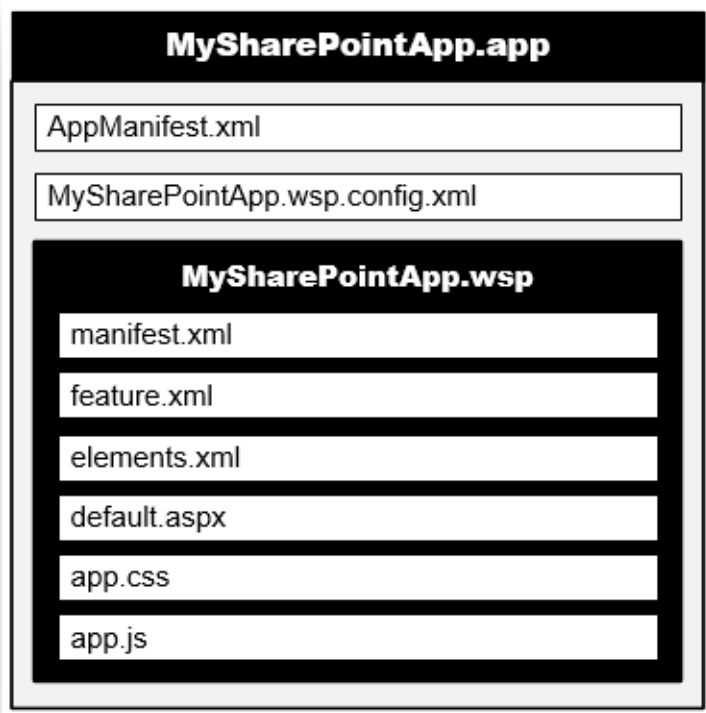 MySharePointApp.app
AppManifest.xml
MySharePointApp.wsp.config.xml
MySharePointApp.wsp
manifest.xml
feature.xml
elements.xml
default.aspx
app.css
app.js